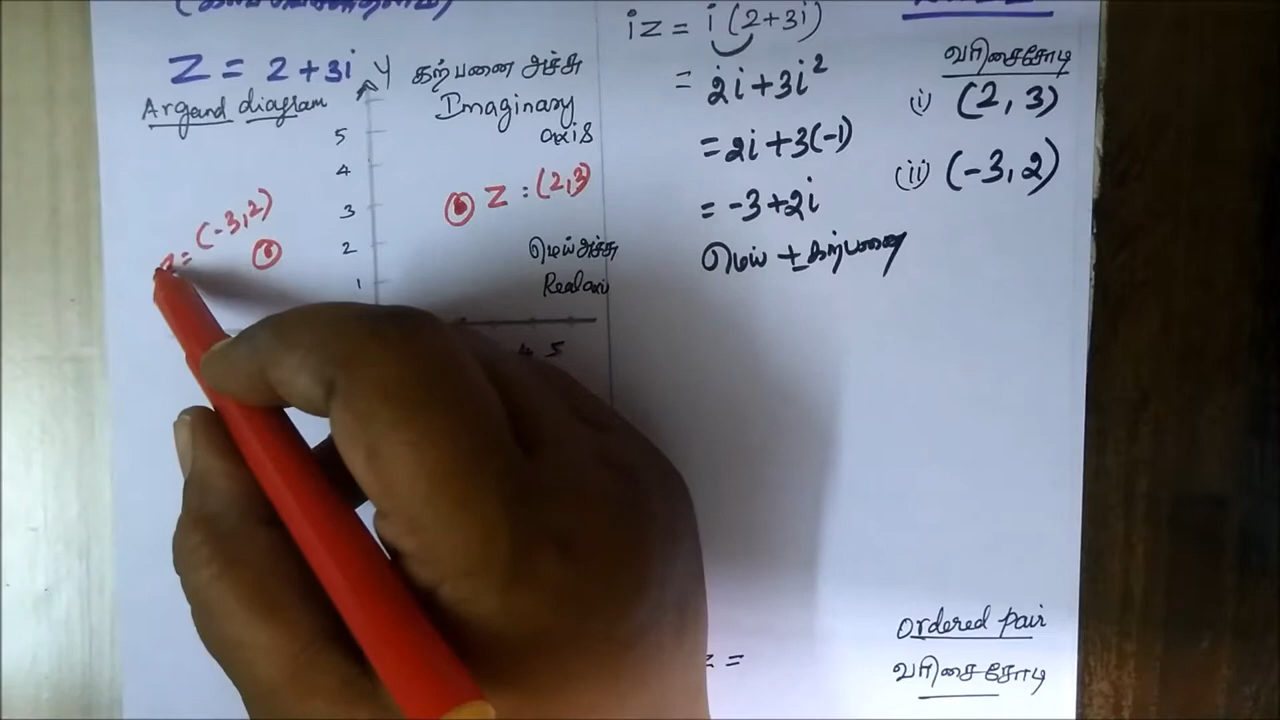 Z = 2 + 3i
Argand diagram
Y கற்பனை அச்சு
Imaginary
axis
5
4
3
2
1
Z = (2,3)
= (-3,2)
மெய் அச்சு
Real axis
4 5
iz = i(2+3i)
= 2i + 3i²
= 2i + 3(-1)
= -3 + 2i
மெய் ± கற்பனை
வரிசைசோடி
(i) (2, 3)
(ii) (-3, 2)
Ordered pair
வரிசைசோடி
=